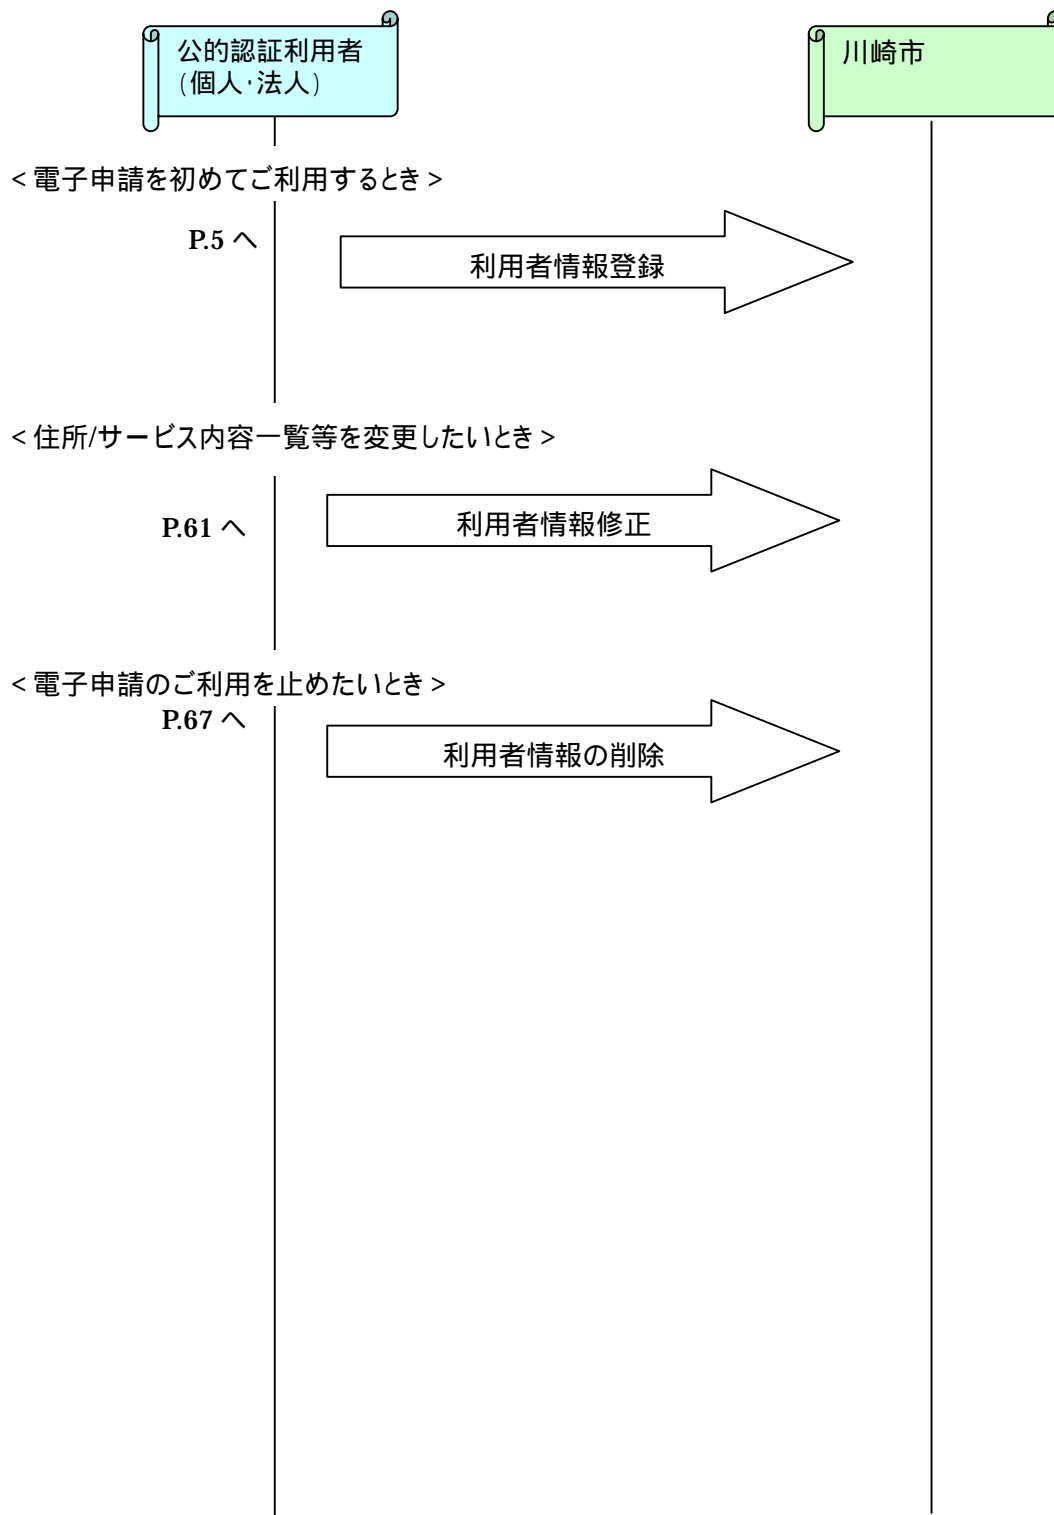 公的認証利用者
(個人・法人)
川崎市
<電子申請を初めてご利用するとき>
P.5 へ
利用者情報登録
<住所/サービス内容一覧等を変更したいとき>
P.61 へ
利用者情報修正
<電子申請のご利用を止めたいとき>
P.67 へ
利用者情報の削除